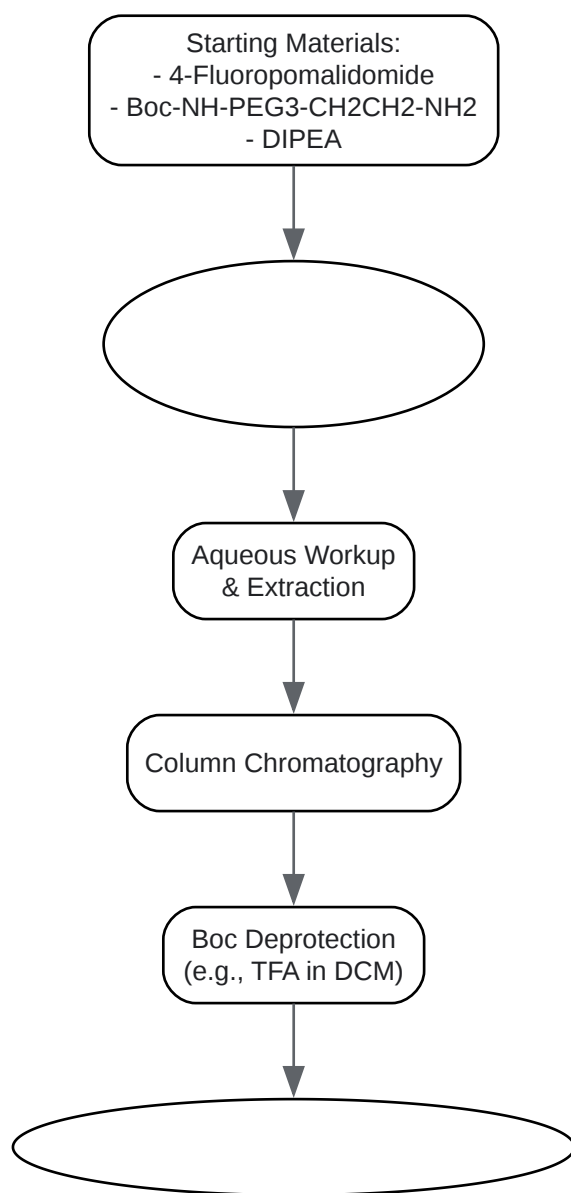 Starting Materials:
- 4-Fluoropomalidomide
- Boc-NH-PEG3-CH2CH2-NH2
- DIPEA
Aqueous Workup
& Extraction
Column Chromatography
Boc Deprotection
(e.g., TFA in DCM)